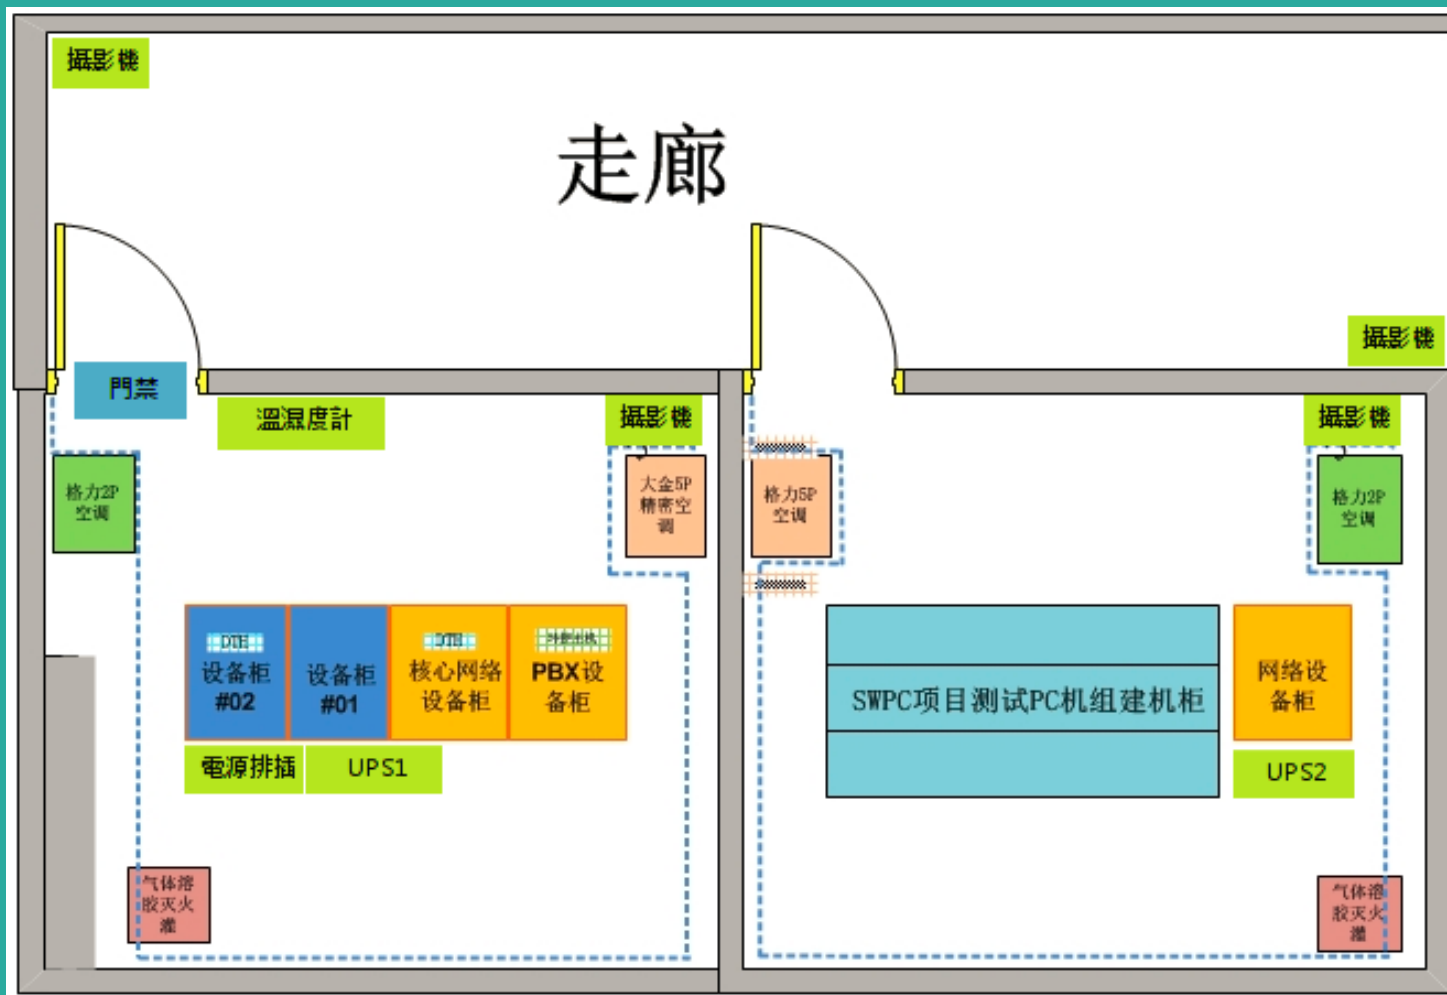 攝影機
走廊
攝影機
門禁
溫濕度計
攝影機
攝影機
格力2P
空调
大金5P
精密空
调
格力5P
空调
格力2P
空调
DTH
设备柜
#02
设备柜
#01
DTH
核心网络
设备柜
PBX设
备柜
SWPC项目测试PC机组建机柜
网络设
备柜
電源排插
UPS1
UPS2
气体溶
胶灭火
灌
气体溶
胶灭火
灌